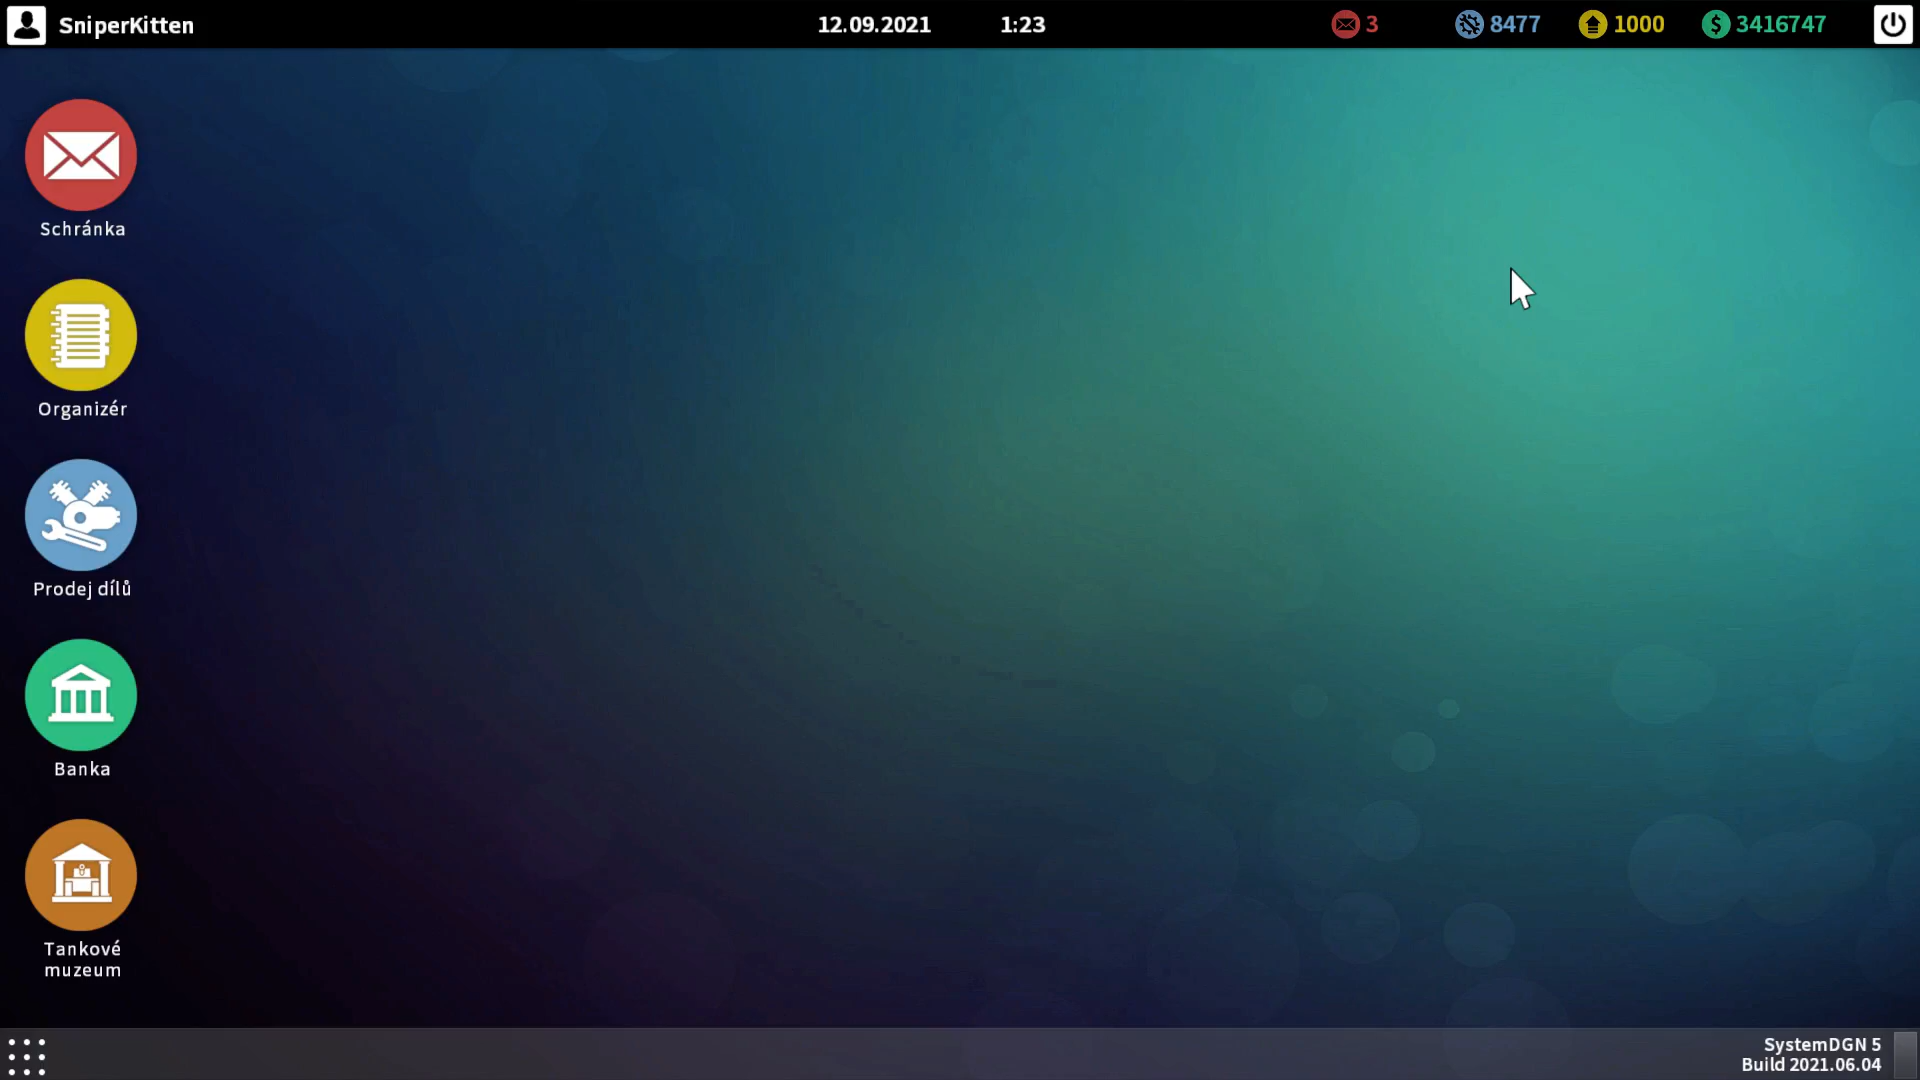 SniperKitten
12.09.2021
1:23
3
8477
1000
3416747
Schránka
Organizér
Prodej dílů
Banka
Tankové
muzeum
SystemDGN 5
Build 2021.06.04